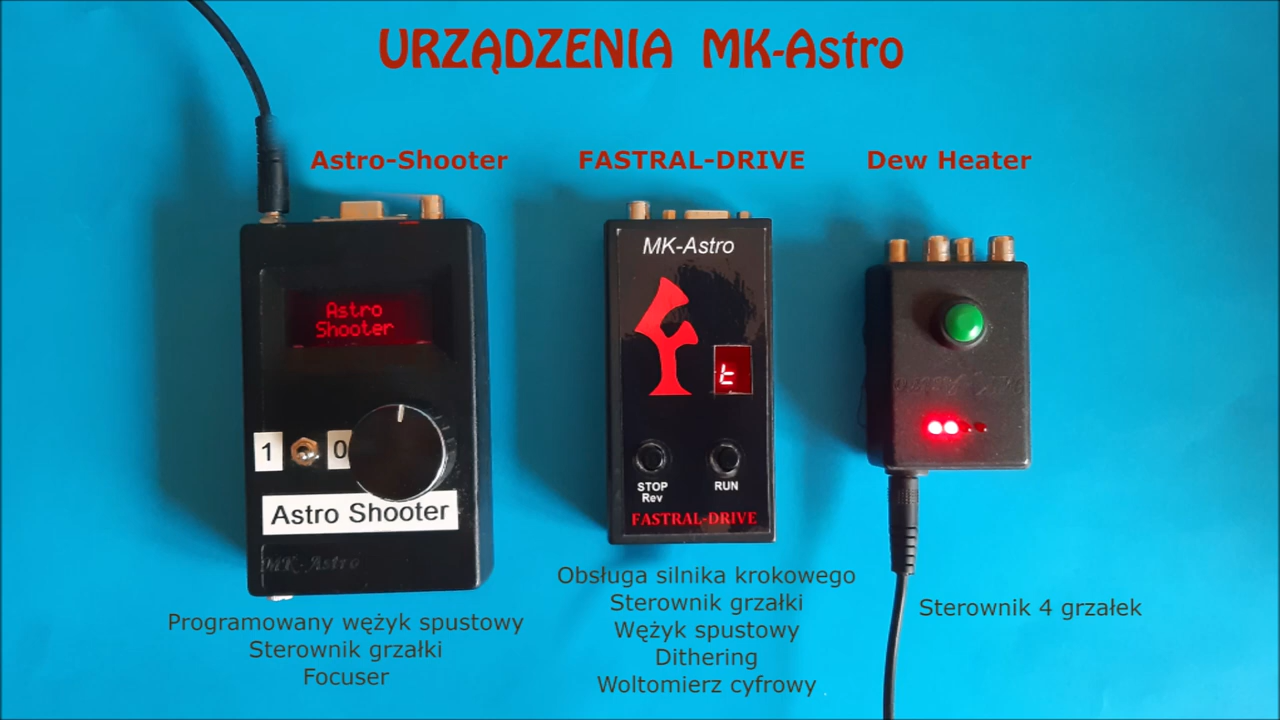 URZĄDZENIA MK-Astro
Astro-Shooter
FASTRAL-DRIVE
Dew Heater
Astro
Shooter
1
0
Astro Shooter
MK-Astro
MK-Astro
t
STOP
Rev
RUN
FASTRAL-DRIVE
Programowany wężyk spustowy
Sterownik grzałki
Focuser
Obsługa silnika krokowego
Sterownik grzałki
Wężyk spustowy
Dithering
Woltomierz cyfrowy
Sterownik 4 grzałek